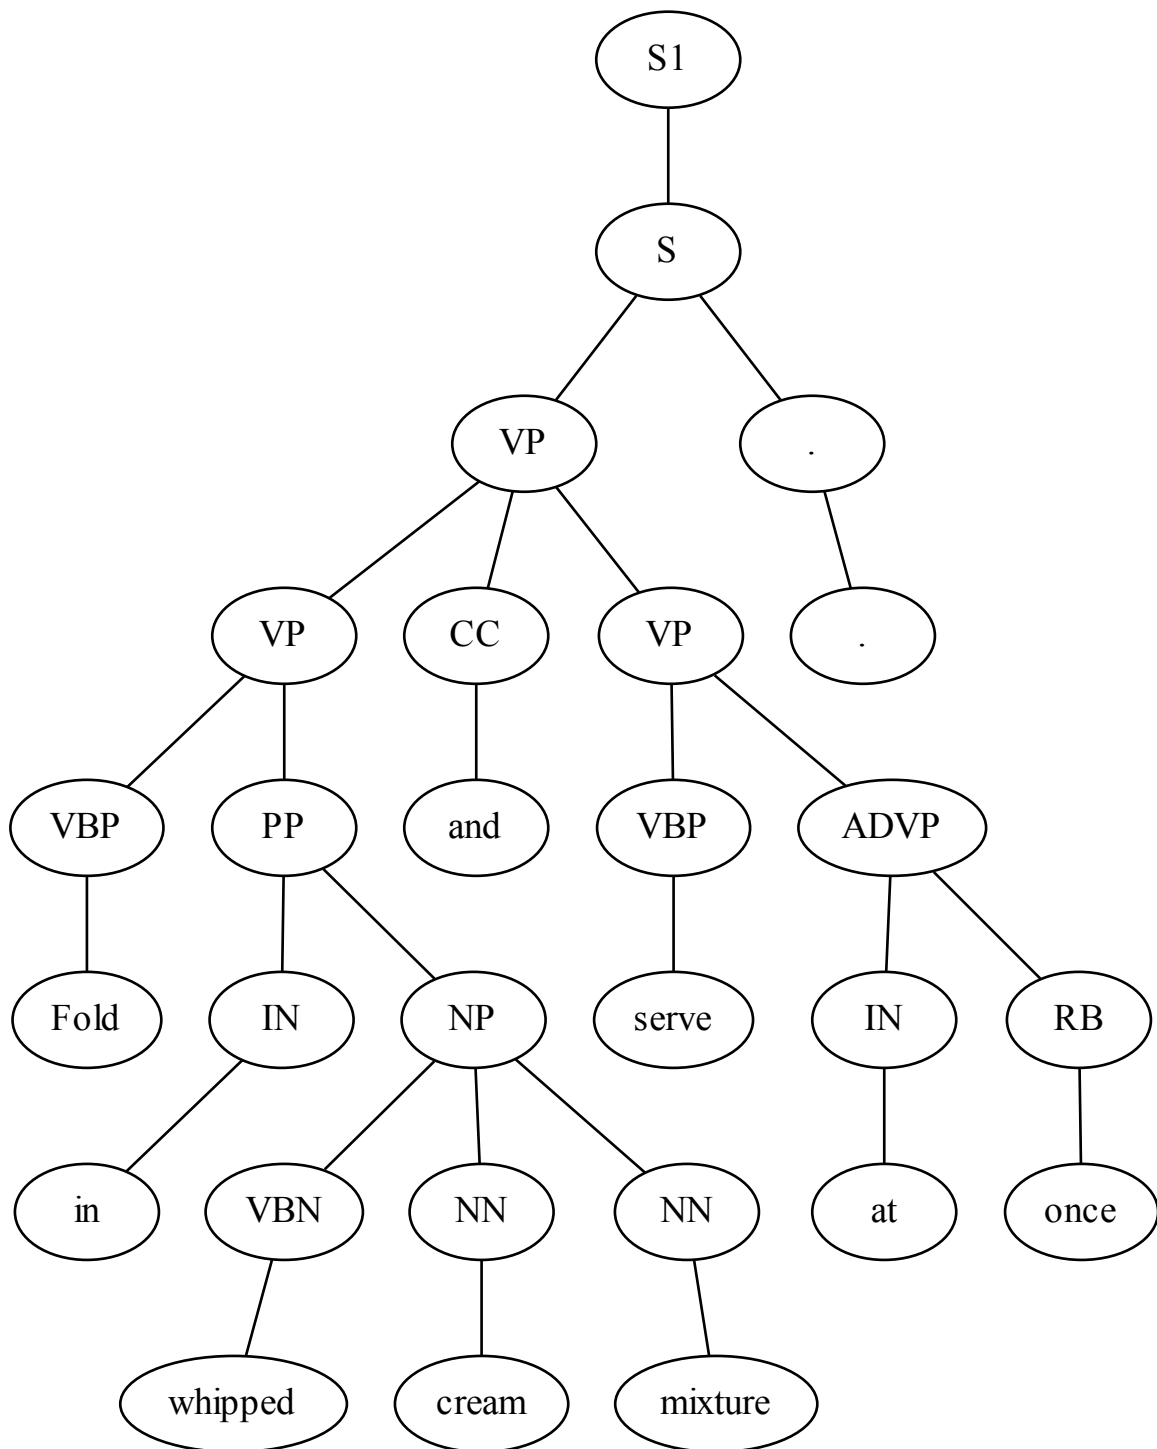 S1
S
VP .
VP CC VP .
VBP PP and VBP ADVP
Fold IN NP serve IN RB
in VBN NN NN at once
whipped cream mixture